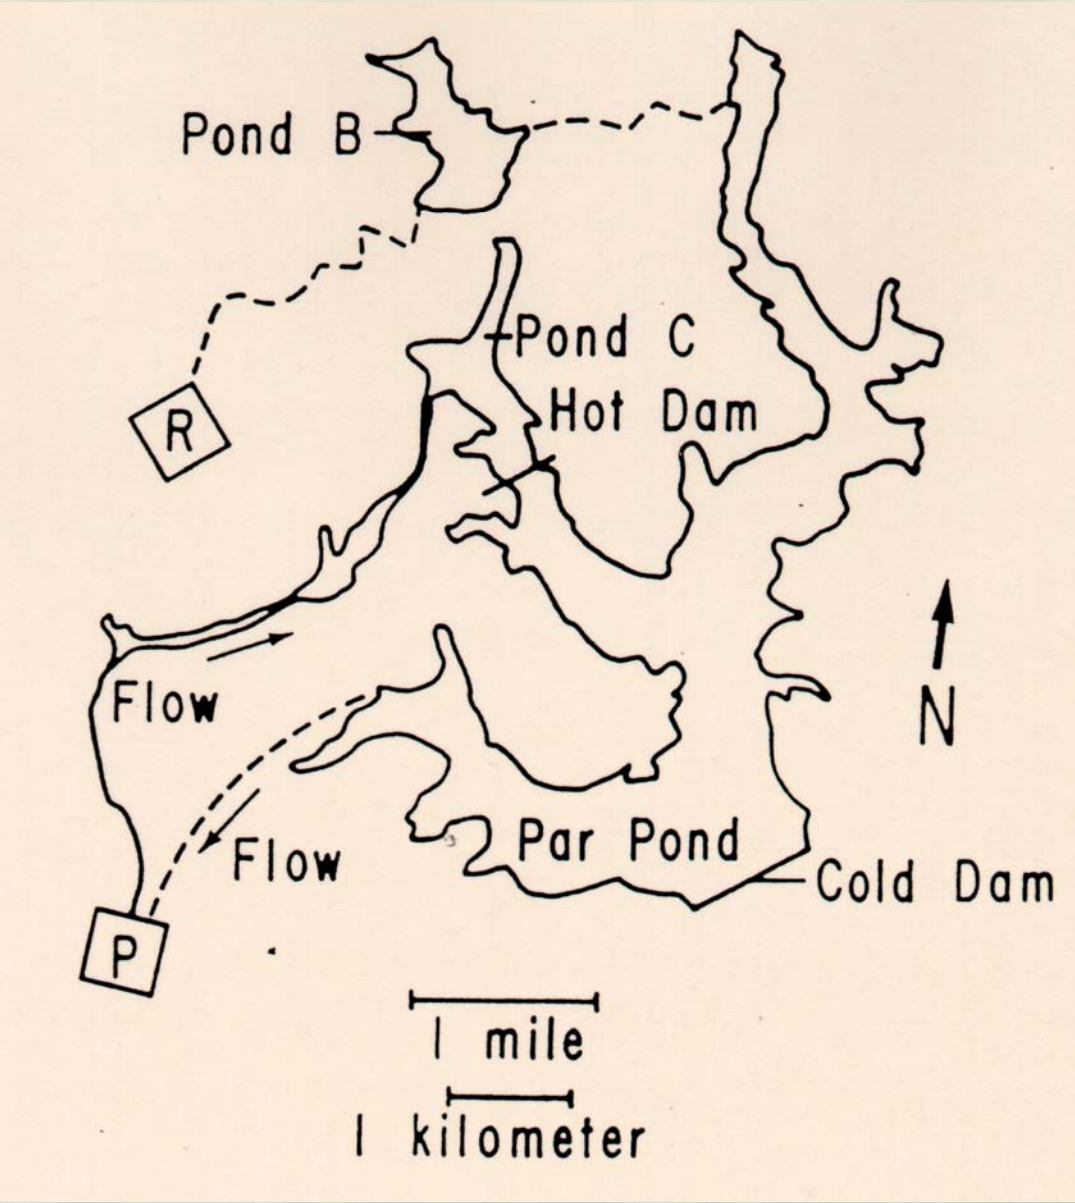 Pond B
Pond C
R
Hot Dam
Flow
N
Par Pond
Flow
Cold Dam
P
1 mile
1 kilometer